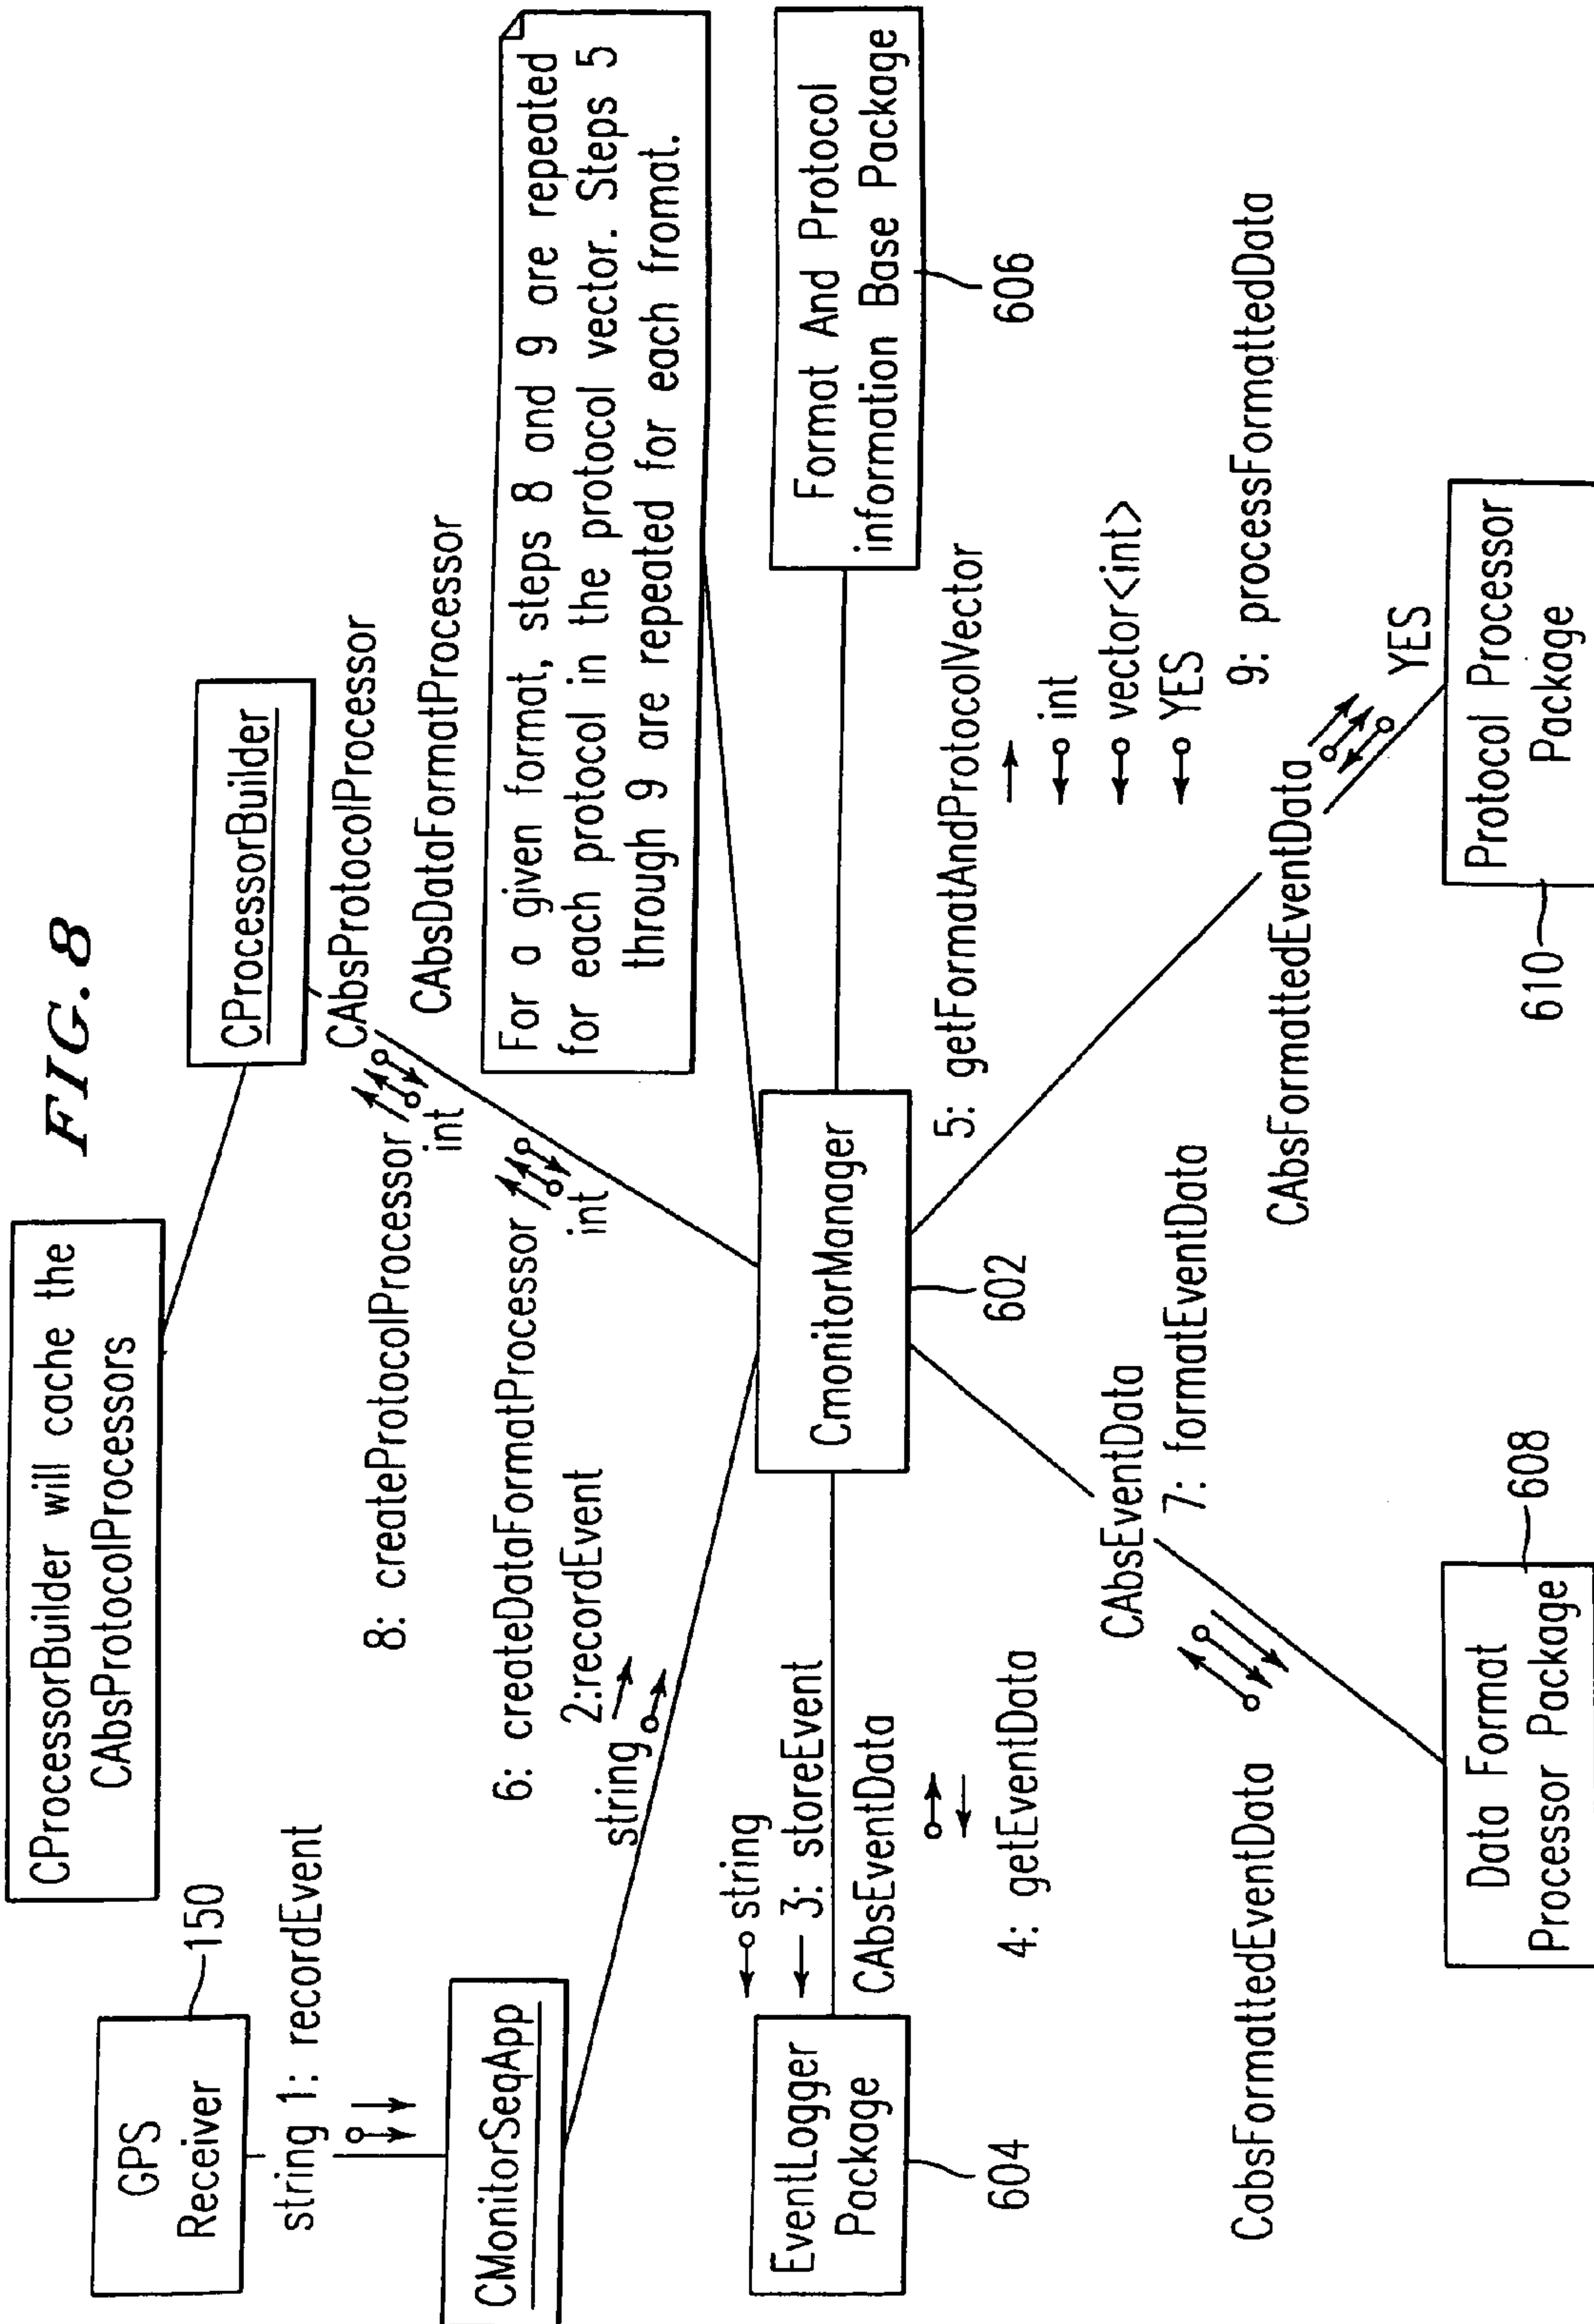 FIG. 8
CProcessorBuilder will cache the
CAbsProtocolProcessors
GPS
Receiver
150
string 1: recordEvent
CMonitorSeqApp
CProcessorBuilder
CAbsProtocolProcessor
CAbsDataFormatProcessor
8: createProtocolProcessor
int
6: createDataFormatProcessor
int
2:recordEvent
string
For a given format, steps 8 and 9 are repeated
for each protocol in the protocol vector. Steps 5
through 9 are repeated for each fromat.
EventLogger
Package
604
string
3: storeEvent
CAbsEventData
4: getEventData
CmonitorManager
602
Format And Protocol
information Base Package
606
5: getFormatAndProtocolVector
int
vector<int>
YES
CAbsEventData
7: formatEventData
CabsFormattedEventData
Data Format
Processor Package
608
9: processFormattedData
CAbsFormattedEventData
YES
Protocol Processor
Package
610